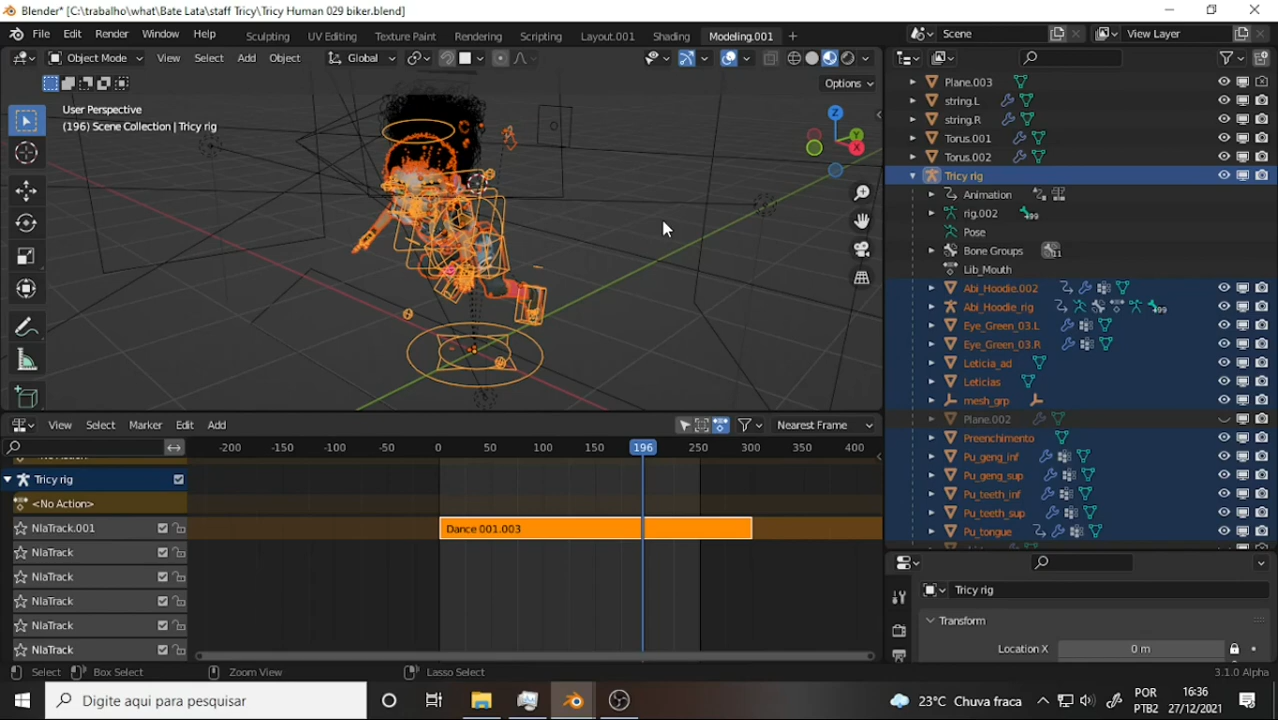 Blender* [C:\trabalho\what\Bate Lata\staff Tricy\Tricy Human 029 biker.blend]
File Edit Render Window Help Sculpting UV Editing Texture Paint Rendering Shading Scripting Layout.001 Modeling.001
Scene View Layer
Object Mode View Select Add Object Global
Options
User Perspective
(196) Scene Collection | Tricy rig
Z
Y
X
Plane.003
string.L
string.R
Torus.001
Torus.002
Tricy rig
Animation
rig.002 99
Pose
Bone Groups 11
Lib_Mouth
Abi_Hoodie.002
Abi_Hoodie_rig 99
Eye_Green_03.L
Eye_Green_03.R
Leticia_ad
Leticias
mesh_grp
Plane.002
Preenchimento
Pu_geng_inf
Pu_geng_sup
Pu_teeth_inf
Pu_teeth_sup
Pu_tongue
View Select Marker Edit Add Nearest Frame
-200 -150 -100 -50 0 50 100 150 196 250 300 350 400
Tricy rig
<No Action>
NlaTrack.001 Dance 001.003
NlaTrack
NlaTrack
NlaTrack
NlaTrack
NlaTrack
Tricy rig
Transform
Location X 0 m
Select Box Select Zoom View Lasso Select 3.1.0 Alpha
Digite aqui para pesquisar
23°C Chuva fraca
POR
PTB2
16:36
27/12/2021